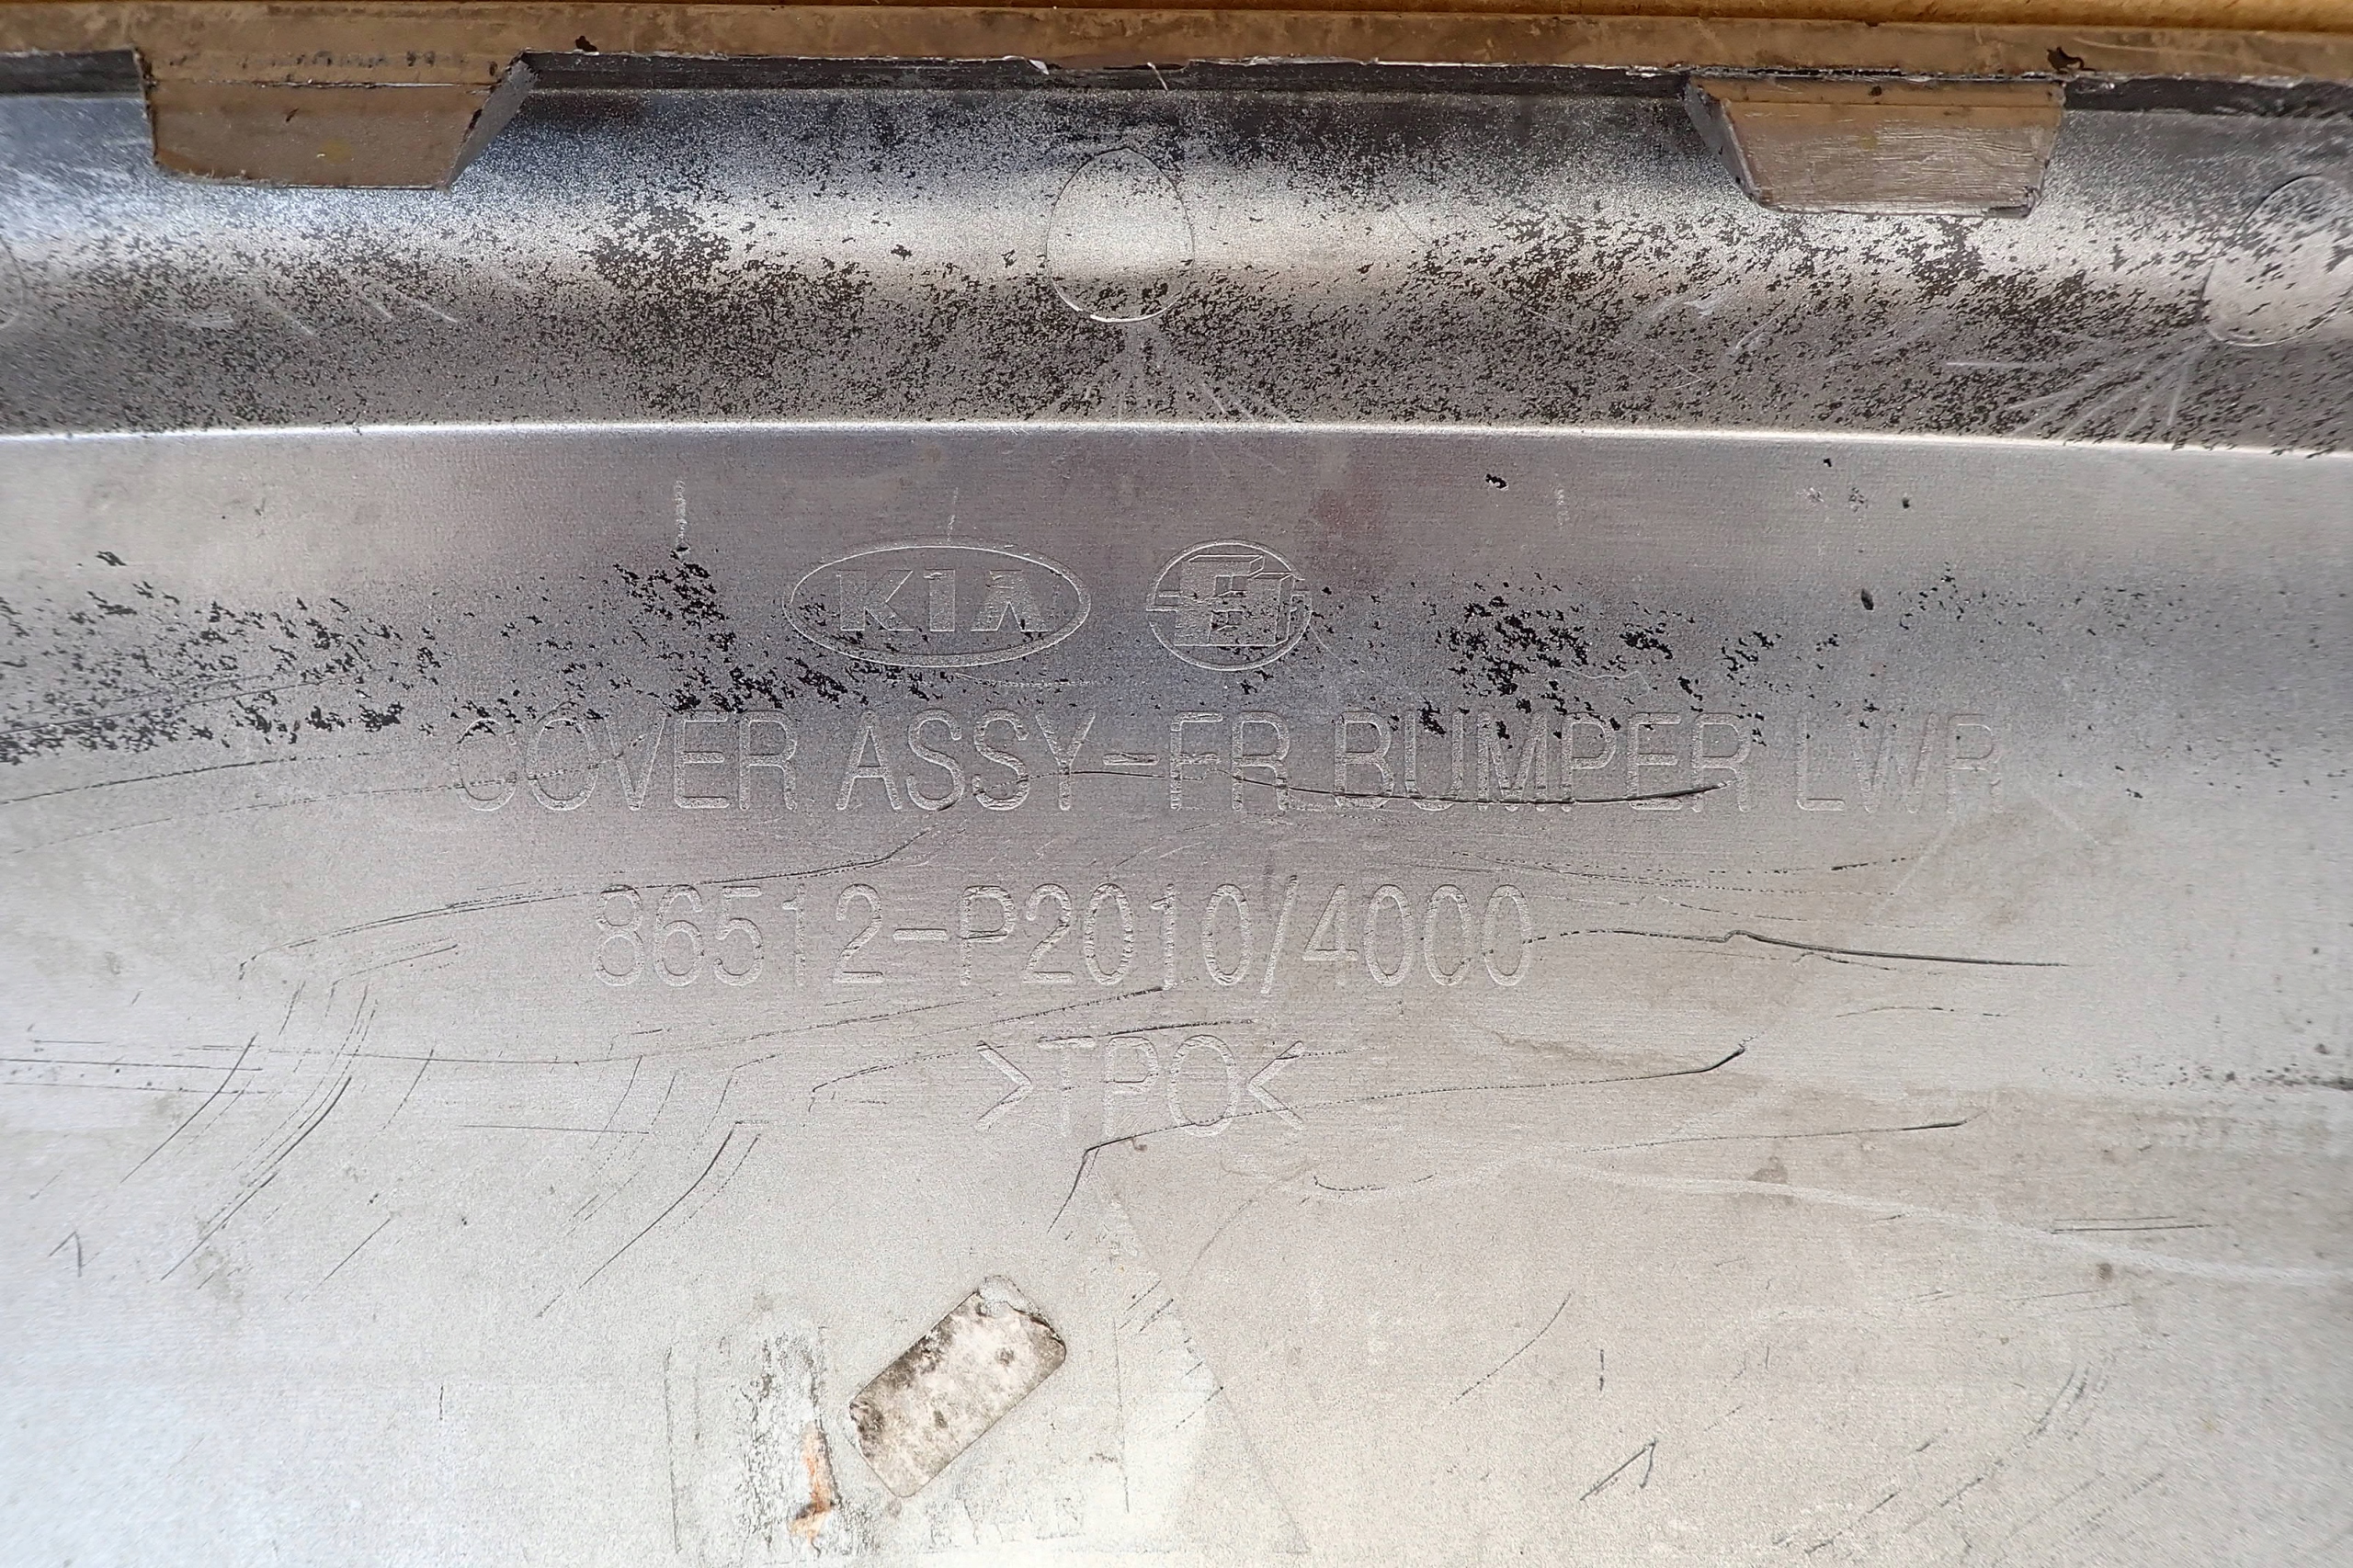 KIA
COVER ASSY-FR BUMPER LWR
86512-P2010/4000
>TPO<